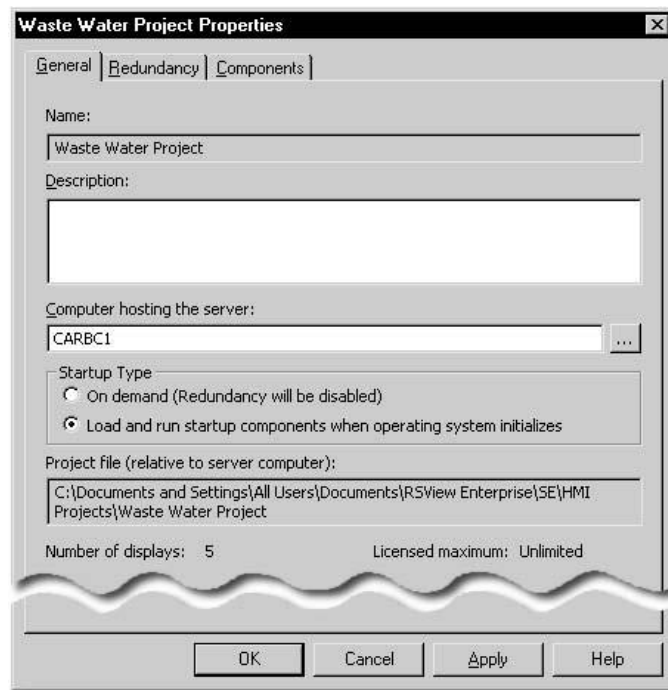 Waste Water Project Properties
General Redundancy Components
Name:
Waste Water Project
Description:
Computer hosting the server:
CARBC1
...
Startup Type
On demand (Redundancy will be disabled)
Load and run startup components when operating system initializes
Project file (relative to server computer):
C:\Documents and Settings\All Users\Documents\RSView Enterprise\SE\HMI
Projects\Waste Water Project
Number of displays: 5 Licensed maximum: Unlimited
OK Cancel Apply Help